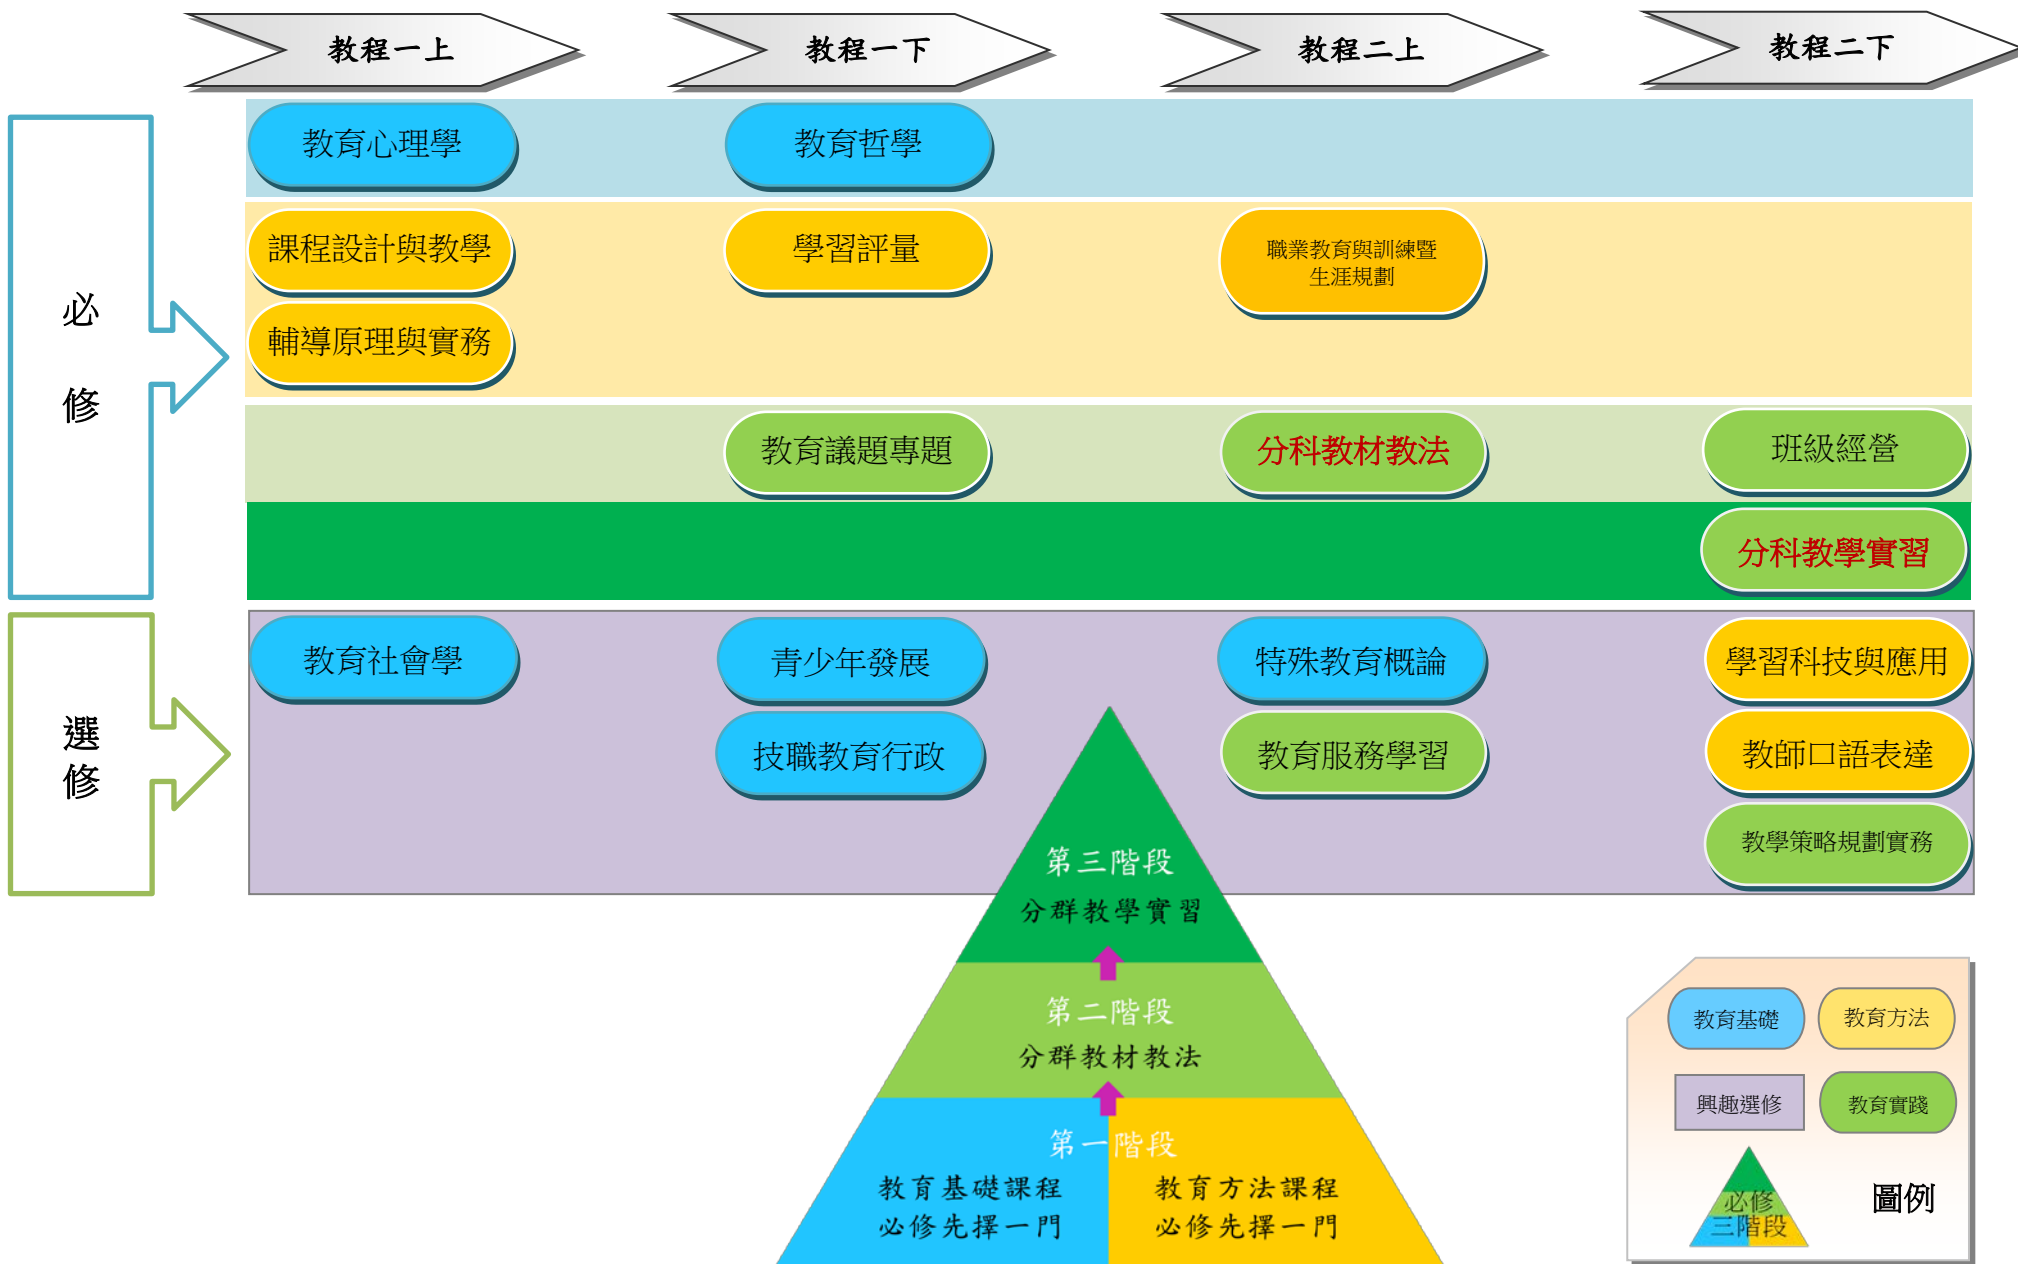 教程一上
教程一下
教程二上
教程二下
必
修
教育心理學
教育哲學
課程設計與教學
學習評量
職業教育與訓練暨
生涯規劃
輔導原理與實務
教育議題專題
分科教材教法
班級經營
分科教學實習
選
修
教育社會學
青少年發展
特殊教育概論
學習科技與應用
技職教育行政
教育服務學習
教師口語表達
教學策略規劃實務
第三階段
分群教學實習
第二階段
分群教材教法
第一階段
教育基礎課程
必修先擇一門
教育方法課程
必修先擇一門
教育基礎
教育方法
興趣選修
教育實踐
必修
三階段
圖例